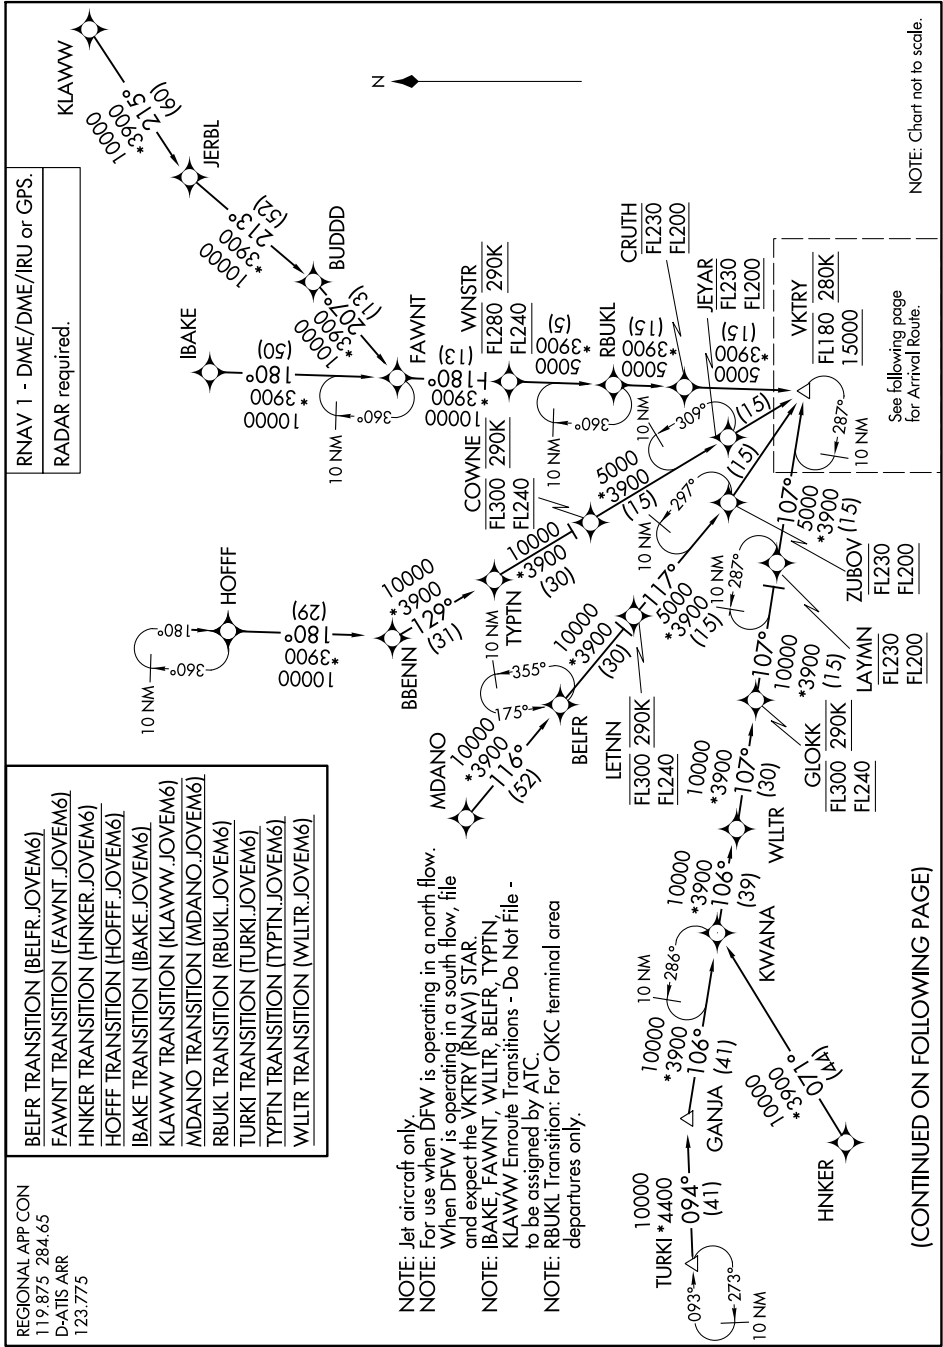 REGIONAL APP CON
119.875 284.65
D-ATIS ARR
123.775
BELFR TRANSITION (BELFR.JOVEM6)
FAWNT TRANSITION (FAWNT.JOVEM6)
HNKER TRANSITION (HNKER.JOVEM6)
HOFFF TRANSITION (HOFFF.JOVEM6)
IBAKE TRANSITION (IBAKE.JOVEM6)
KLAWW TRANSITION (KLAWW.JOVEM6)
MDANO TRANSITION (MDANO.JOVEM6)
RBUKL TRANSITION (RBUKL.JOVEM6)
TURKI TRANSITION (TURKI.JOVEM6)
TYPTN TRANSITION (TYPTN.JOVEM6)
WLLTR TRANSITION (WLLTR.JOVEM6)
RNAV 1 - DME/DME/IRU or GPS.
RADAR required.
NOTE: Jet aircraft only.
NOTE: For use when DFW is operating in a north flow.
When DFW is operating in a south flow, file
and expect the VKTRY (RNAV) STAR.
NOTE: IBAKE, FAWNT, WLLTR, BELFR, TYPTN,
KLAWW Enroute Transitions - Do Not File -
to be assigned by ATC.
NOTE: RBUKL Transition: For OKC terminal area
departures only.
KLAWW
10000
*3900
215°
(60)
JERBL
10000
*3900
213°
(52)
BUDDD
10000
*3900
207°
(13)
IBAKE
(50)
180°
*3900
10000
FAWNT
10 NM
360°
(13)
180°
*3900
10000
WNSTR
FL280 290K
FL240
(5)
*3900
5000
10 NM
360°
RBUKL
(15)
*3900
5000
CRUTH
FL230
FL200
(15)
*3900
5000
HOFFF
10 NM
180°
360°
(29)
180°
*3900
10000
BBENN
10000
*3900
129°
(31)
TYPTN
10000
*3900
(30)
COWNE
FL300 290K
FL240
5000
*3900
(15)
10 NM
309°
JEYAR
FL230
FL200
(15)
MDANO
10000
*3900
116°
(52)
10 NM
355°
175°
BELFR
10000
*3900
(30)
LETNN
FL300 290K
FL240
117°
5000
*3900
(15)
10 NM
297°
ZUBOV
FL230
FL200
(15)
TURKI
10000
*4400
094°
(41)
093°
273°
10 NM
GANJA
10000
*3900
106°
(41)
10 NM
286°
KWANA
HNKER
10000
*3900
071°
(44)
10000
*3900
106°
(39)
WLLTR
10000
*3900
107°
(30)
GLOKK
FL300 290K
FL240
107°
10000
*3900
(15)
10 NM
287°
LAYMN
FL230
FL200
107°
5000
*3900
(15)
VKTRY
FL180 280K
15000
287°
10 NM
See following page
for Arrival Route.
N
NOTE: Chart not to scale.
(CONTINUED ON FOLLOWING PAGE)